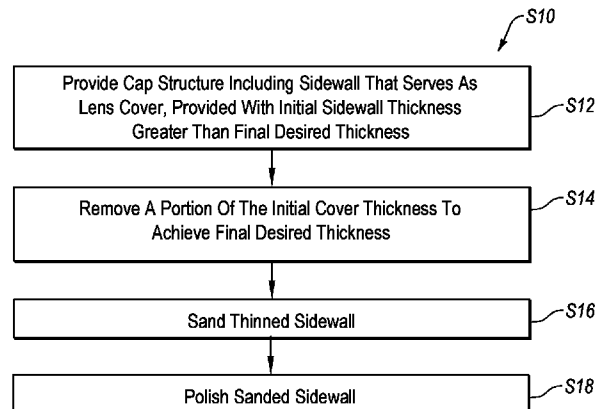 S10
Provide Cap Structure Including Sidewall That Serves As
Lens Cover, Provided With Initial Sidewall Thickness
Greater Than Final Desired Thickness
S12
Remove A Portion Of The Initial Cover Thickness To
Achieve Final Desired Thickness
S14
Sand Thinned Sidewall
S16
Polish Sanded Sidewall
S18